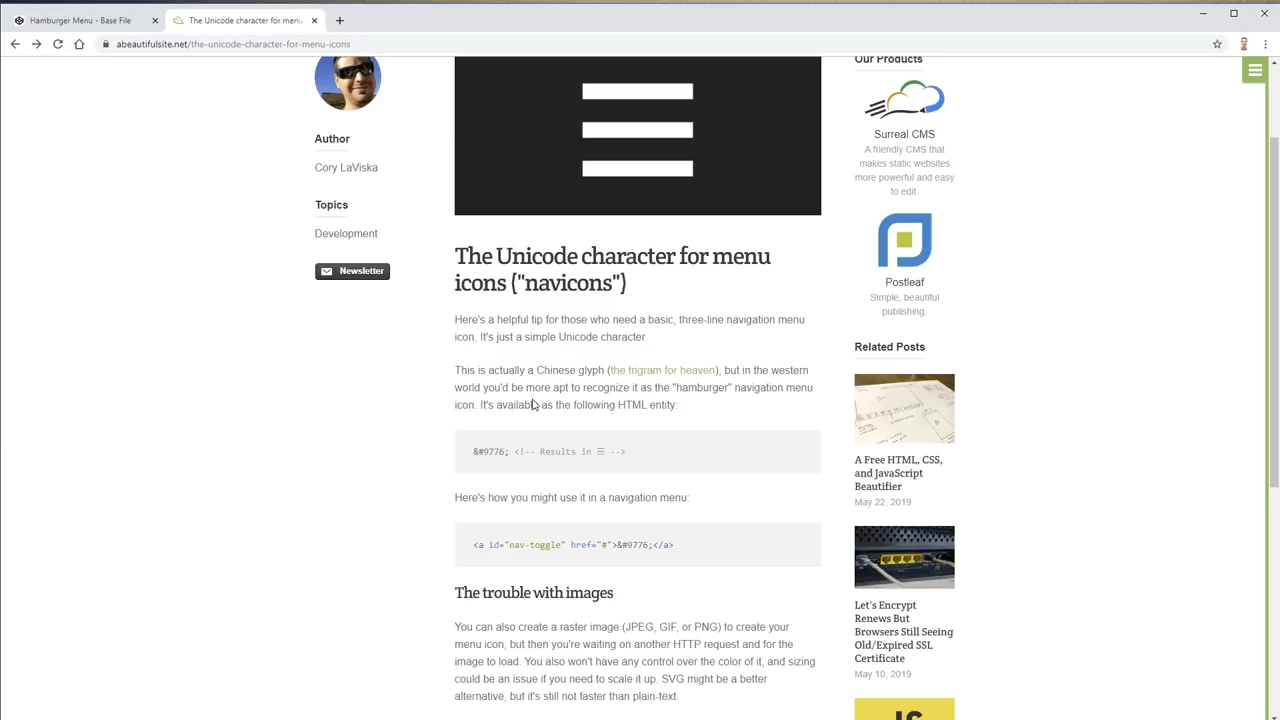 Hamburger Menu - Base File
The Unicode character for menu
abeautifulsite.net/the-unicode-character-for-menu-icons
Author
Cory LaViska
Topics
Development
Newsletter
The Unicode character for menu
icons ("navicons")
Here's a helpful tip for those who need a basic, three-line navigation menu
icon. It's just a simple Unicode character.
This is actually a Chinese glyph (the trigram for heaven), but in the western
world you'd be more apt to recognize it as the "hamburger" navigation menu
icon. It's available as the following HTML entity:
&#9776; <!-- Results in ☰ -->
Here's how you might use it in a navigation menu:
<a id="nav-toggle" href="#">&#9776;</a>
The trouble with images
You can also create a raster image (JPEG, GIF, or PNG) to create your
menu icon, but then you're waiting on another HTTP request and for the
image to load. You also won't have any control over the color of it, and sizing
could be an issue if you need to scale it up. SVG might be a better
alternative, but it's still not faster than plain-text.
Our Products
Surreal CMS
A friendly CMS that
makes static websites
more powerful and easy
to edit.
Postleaf
Simple, beautiful
publishing.
Related Posts
A Free HTML, CSS,
and JavaScript
Beautifier
May 22, 2019
Let's Encrypt
Renews But
Browsers Still Seeing
Old/Expired SSL
Certificate
May 10, 2019
JS